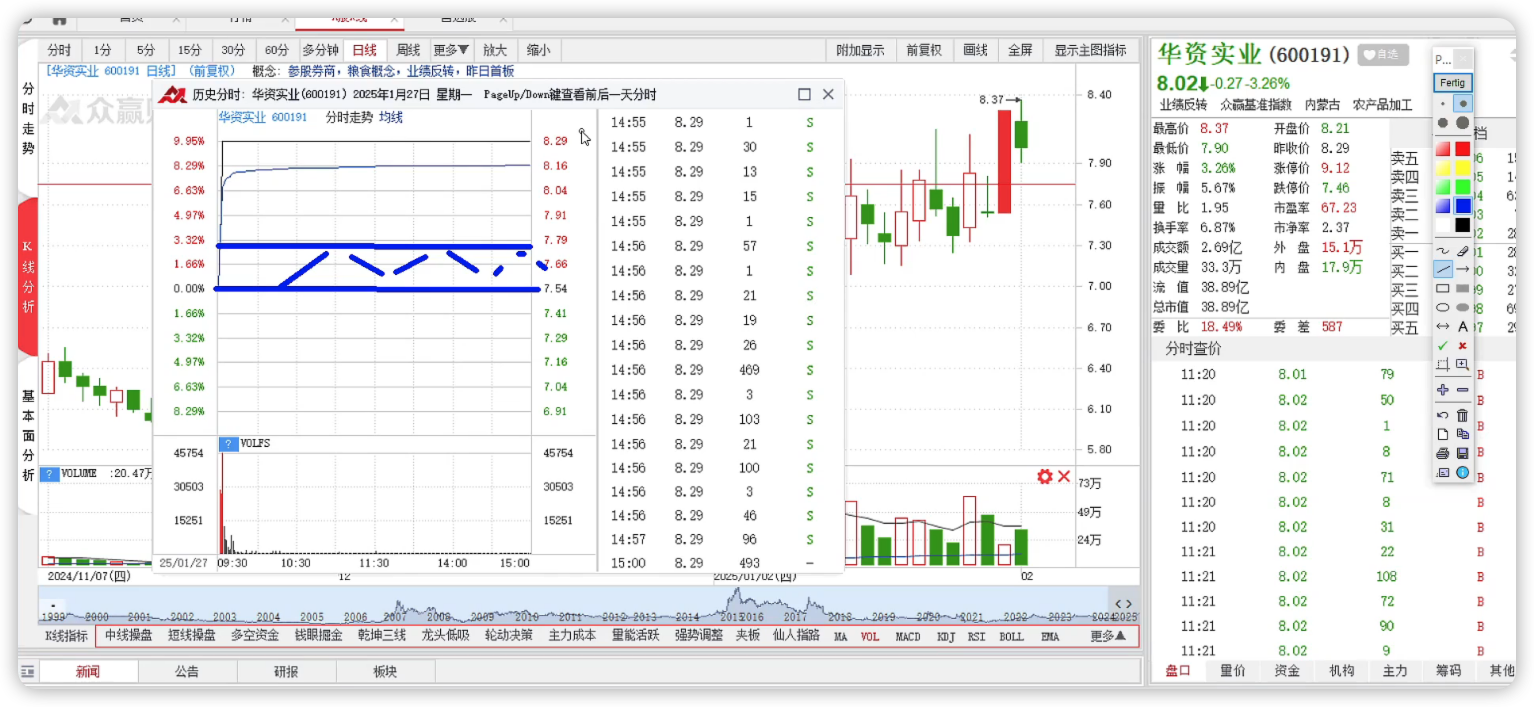 分时 1分 5分 15分 30分 60分 多分钟 日线 周线 更多▼ 放大 缩小 附加显示 前复权 画线 全屏 显示主图指标
[华资实业 600191 日线] (前复权) 概念: 参股券商, 粮食概念, 业绩反转, 昨日首板
众赢财
分时走势
K线分析
基本面分析
历史分时: 华资实业(600191) 2025年1月27日 星期一 PageUp/Down键查看前后一天分时
华资实业 600191 分时走势 均线
9.95% 8.29
8.29% 8.16
6.63% 8.04
4.97% 7.91
3.32% 7.79
1.66% 7.66
0.00% 7.54
1.66% 7.41
3.32% 7.29
4.97% 7.16
6.63% 7.04
8.29% 6.91
? VOLFS
45754 45754
30503 30503
15251 15251
25/01/27 09:30 10:30 11:30 14:00 15:00
14:55 8.29 1 S
14:55 8.29 30 S
14:55 8.29 13 S
14:55 8.29 15 S
14:55 8.29 1 S
14:56 8.29 57 S
14:56 8.29 1 S
14:56 8.29 21 S
14:56 8.29 19 S
14:56 8.29 26 S
14:56 8.29 469 S
14:56 8.29 3 S
14:56 8.29 103 S
14:56 8.29 21 S
14:56 8.29 100 S
14:56 8.29 3 S
14:56 8.29 46 S
14:57 8.29 96 S
15:00 8.29 493 –
8.37
8.40
7.90
7.60
7.30
7.00
6.70
6.40
6.10
5.80
? VOLUME :20.47万
73万
49万
24万
2024/11/07(四) 12 2025/01/02(四) 02
1999 2000 2001 2002 2003 2004 2005 2006 2007 2008 2009 2010 2011 2012 2013 2014 2015 2016 2017 2018 2019 2020 2021 2022 2023 2024 2025
K线指标 中线操盘 短线操盘 多空资金 钱眼掘金 乾坤三线 龙头低吸 轮动决策 主力成本 量能活跃 强势调整 夹板 仙人指路 MA VOL MACD KDJ RSI BOLL EMA 更多▲
新闻 公告 研报 板块
华资实业 (600191) 自选
8.02 -0.27 -3.26%
业绩反转 众赢基准指数 内蒙古 农产品加工
最高价 8.37 开盘价 8.21
最低价 7.90 昨收价 8.29
涨 幅 3.26% 涨停价 9.12
振 幅 5.67% 跌停价 7.46
量 比 1.95 市盈率 67.23
换手率 6.87% 市净率 2.37
成交额 2.69亿 外 盘 15.1万
成交量 33.3万 内 盘 17.9万
流 值 38.89亿
总市值 38.89亿
委 比 18.49% 委 差 587
档
卖五
卖四
卖三
卖二
卖一
买一
买二
买三
买四
买五
P...
Fertig
A
分时查价
11:20 8.01 79 B
11:20 8.02 50 B
11:20 8.02 1 B
11:20 8.02 8 B
11:20 8.02 71 B
11:20 8.02 8 B
11:20 8.02 31 B
11:21 8.02 22 B
11:21 8.02 108 B
11:21 8.02 72 B
11:21 8.02 90 B
11:21 8.02 9 B
盘口 量价 资金 机构 主力 筹码 其他